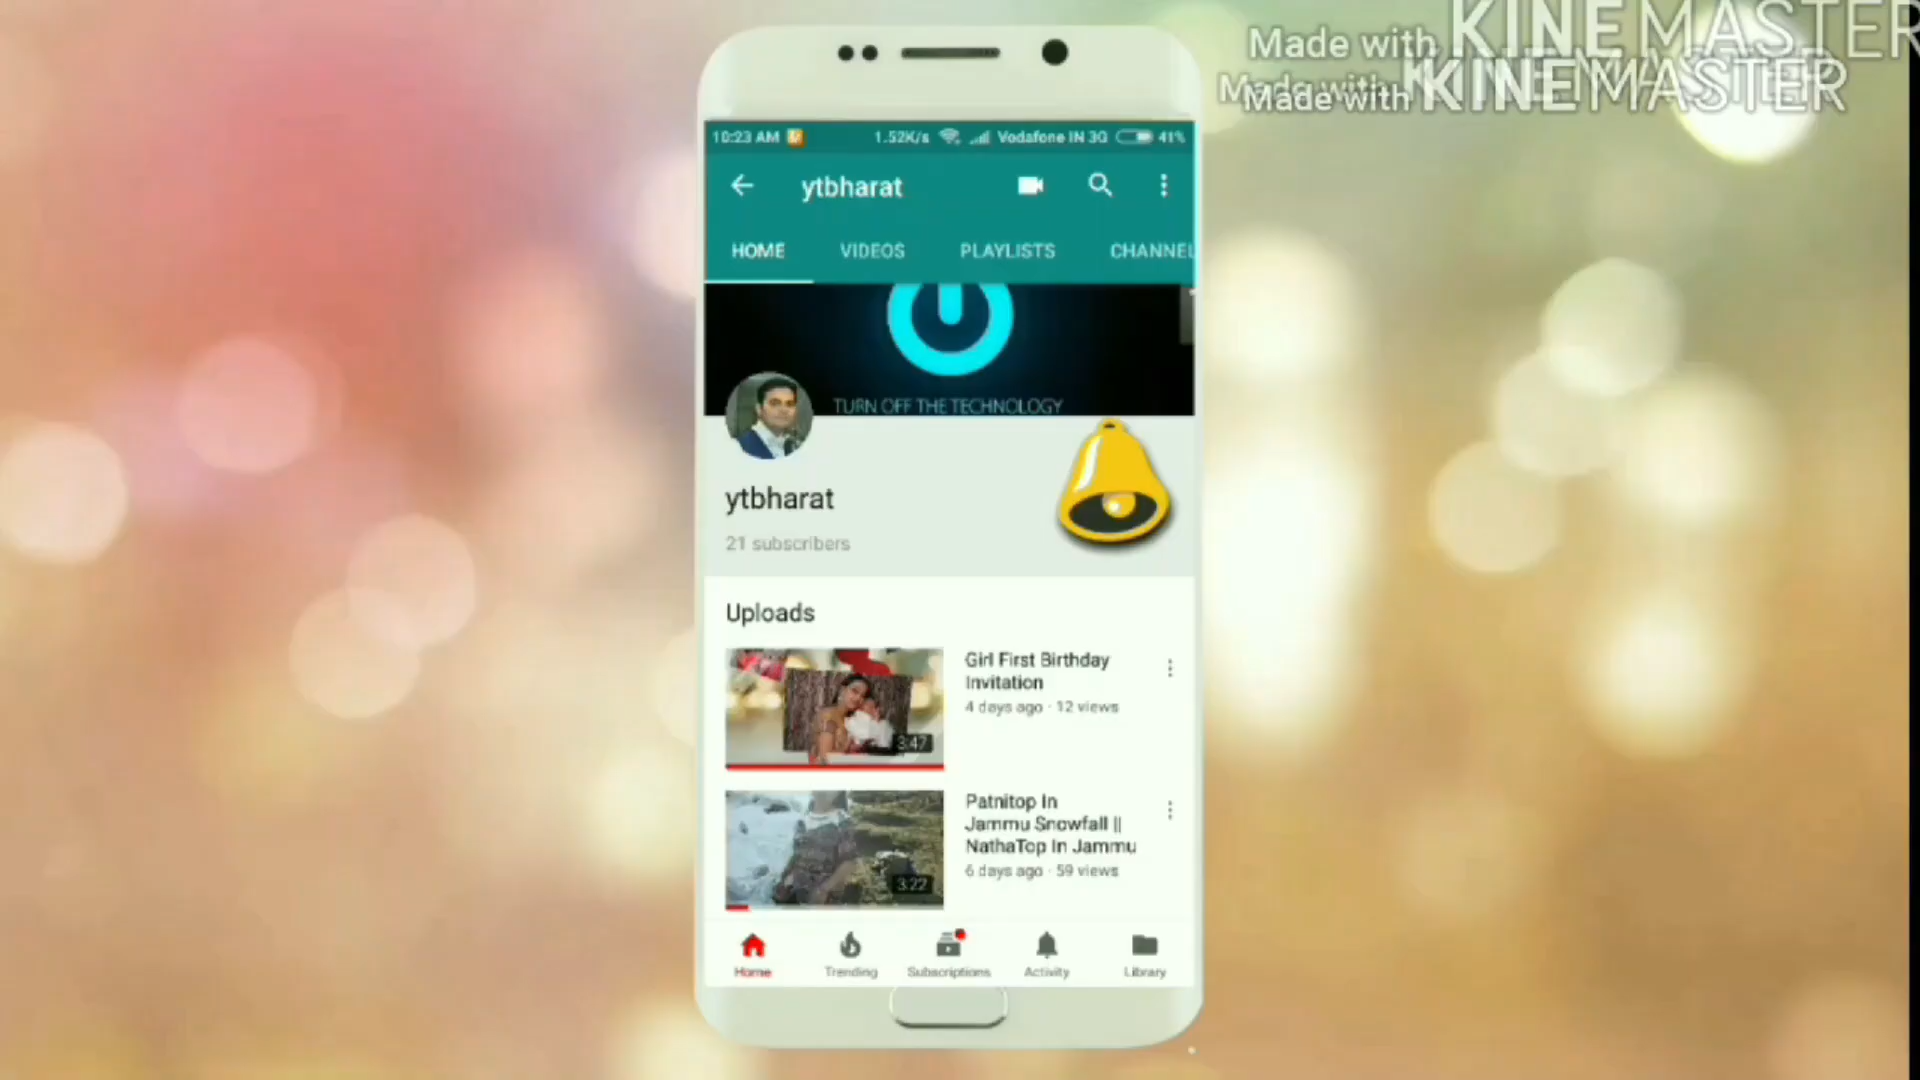 Made with KINEMASTER
Made with
Made with KINEMASTER
10:23 AM 1.52K/s Vodafone IN 3G 41%
ytbharat
HOME VIDEOS PLAYLISTS CHANNEL
TURN OFF THE TECHNOLOGY
ytbharat
21 subscribers
Uploads
Girl First Birthday
Invitation
4 days ago · 12 views
3:47
Patnitop In
Jammu Snowfall ||
NathaTop In Jammu
6 days ago · 59 views
3:22
Home Trending Subscriptions Activity Library